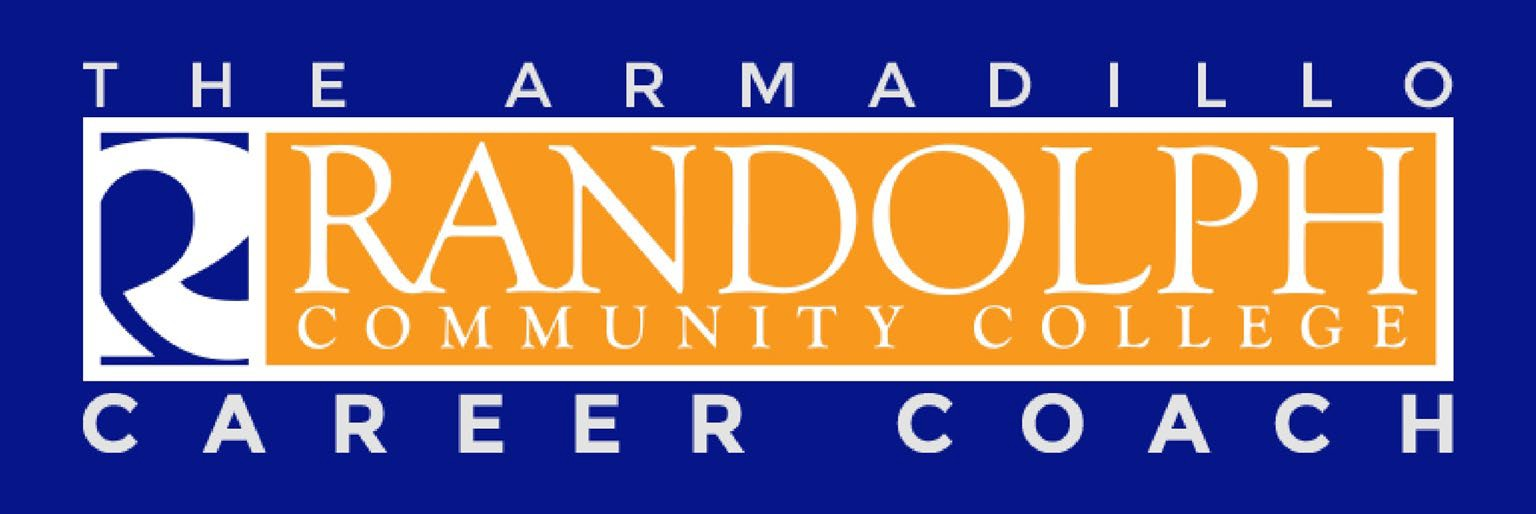 THE ARMADILLO
R RANDOLPH
COMMUNITY COLLEGE
CAREER COACH